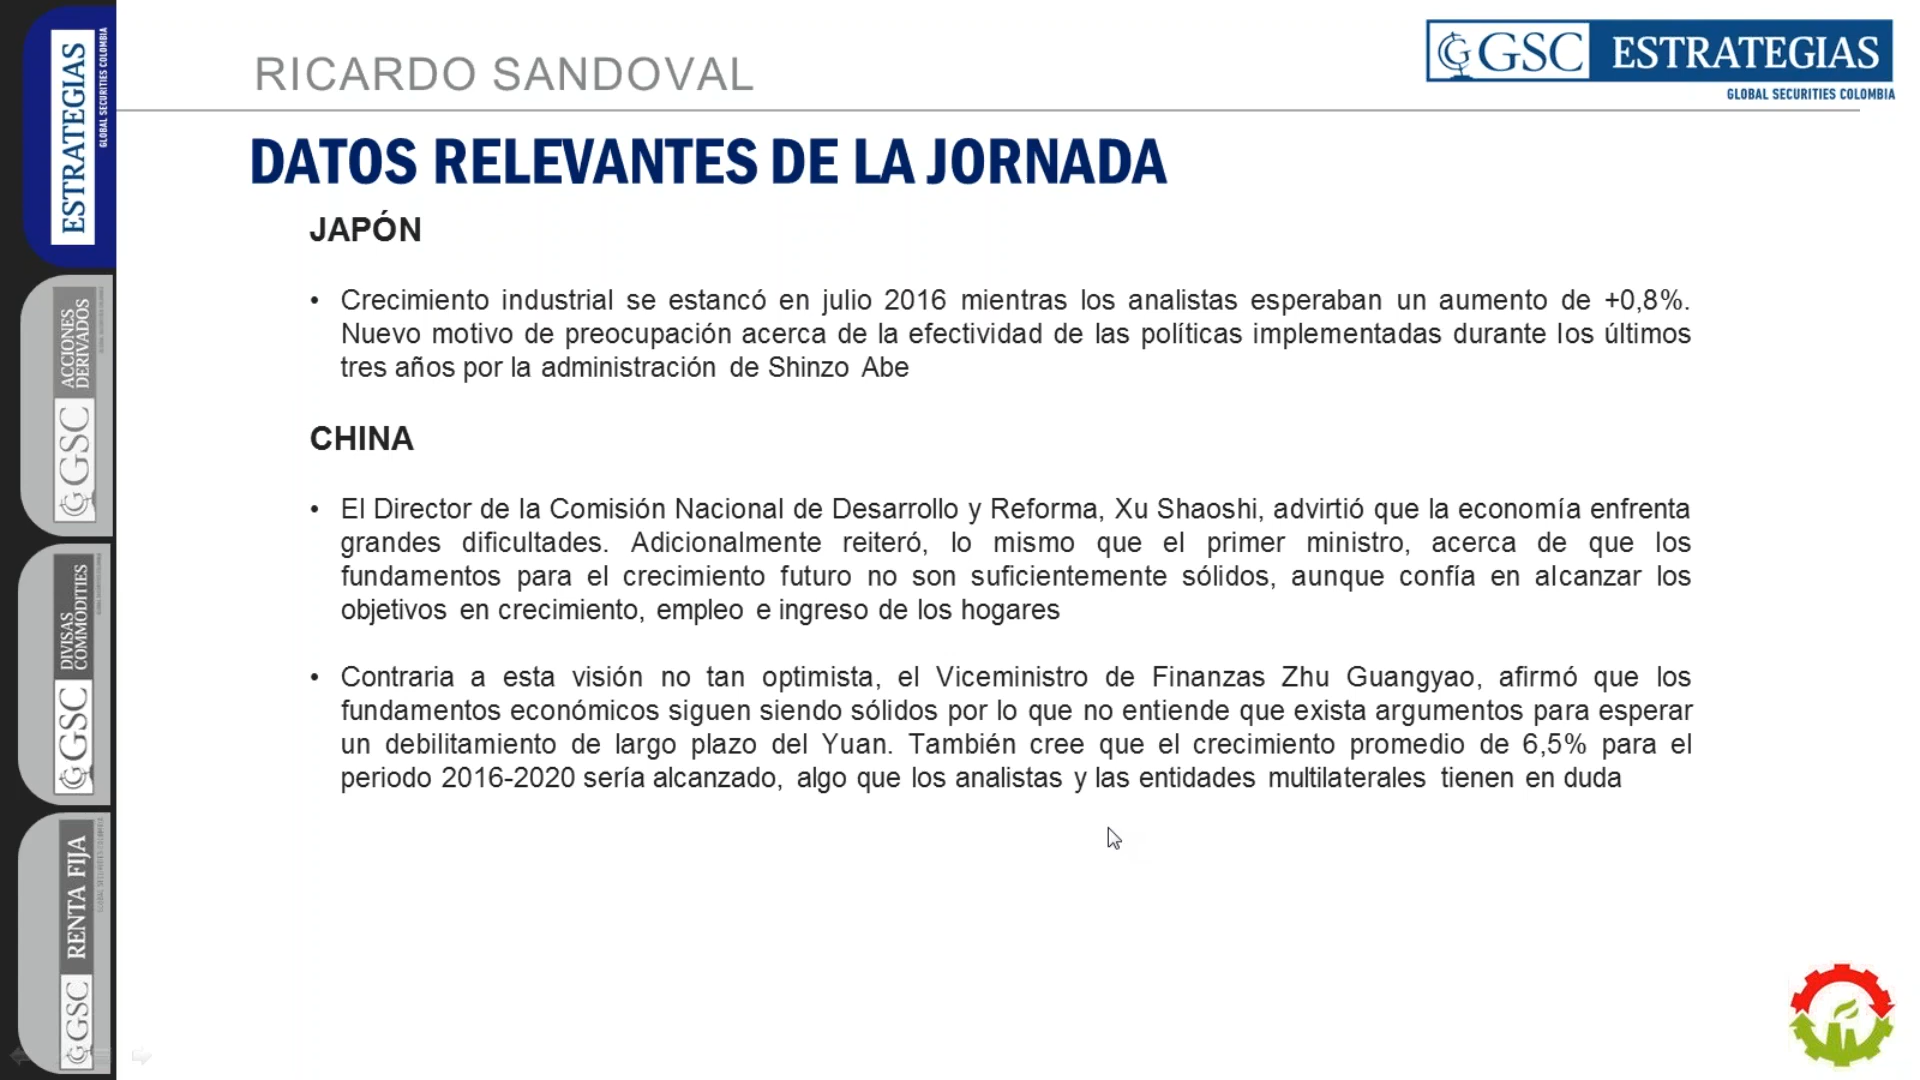 RICARDO SANDOVAL
GSC ESTRATEGIAS
GLOBAL SECURITIES COLOMBIA
DATOS RELEVANTES DE LA JORNADA
JAPÓN
• Crecimiento industrial se estancó en julio 2016 mientras los analistas esperaban un aumento de +0,8%.
Nuevo motivo de preocupación acerca de la efectividad de las políticas implementadas durante los últimos
tres años por la administración de Shinzo Abe
CHINA
• El Director de la Comisión Nacional de Desarrollo y Reforma, Xu Shaoshi, advirtió que la economía enfrenta
grandes dificultades. Adicionalmente reiteró, lo mismo que el primer ministro, acerca de que los
fundamentos para el crecimiento futuro no son suficientemente sólidos, aunque confía en alcanzar los
objetivos en crecimiento, empleo e ingreso de los hogares
• Contraria a esta visión no tan optimista, el Viceministro de Finanzas Zhu Guangyao, afirmó que los
fundamentos económicos siguen siendo sólidos por lo que no entiende que exista argumentos para esperar
un debilitamiento de largo plazo del Yuan. También cree que el crecimiento promedio de 6,5% para el
periodo 2016-2020 sería alcanzado, algo que los analistas y las entidades multilaterales tienen en duda
ESTRATEGIAS
GLOBAL SECURITIES COLOMBIA
GSC ACCIONES
DERIVADOS
GSC DIVISAS
COMMODITIES
GSC RENTA FIJA